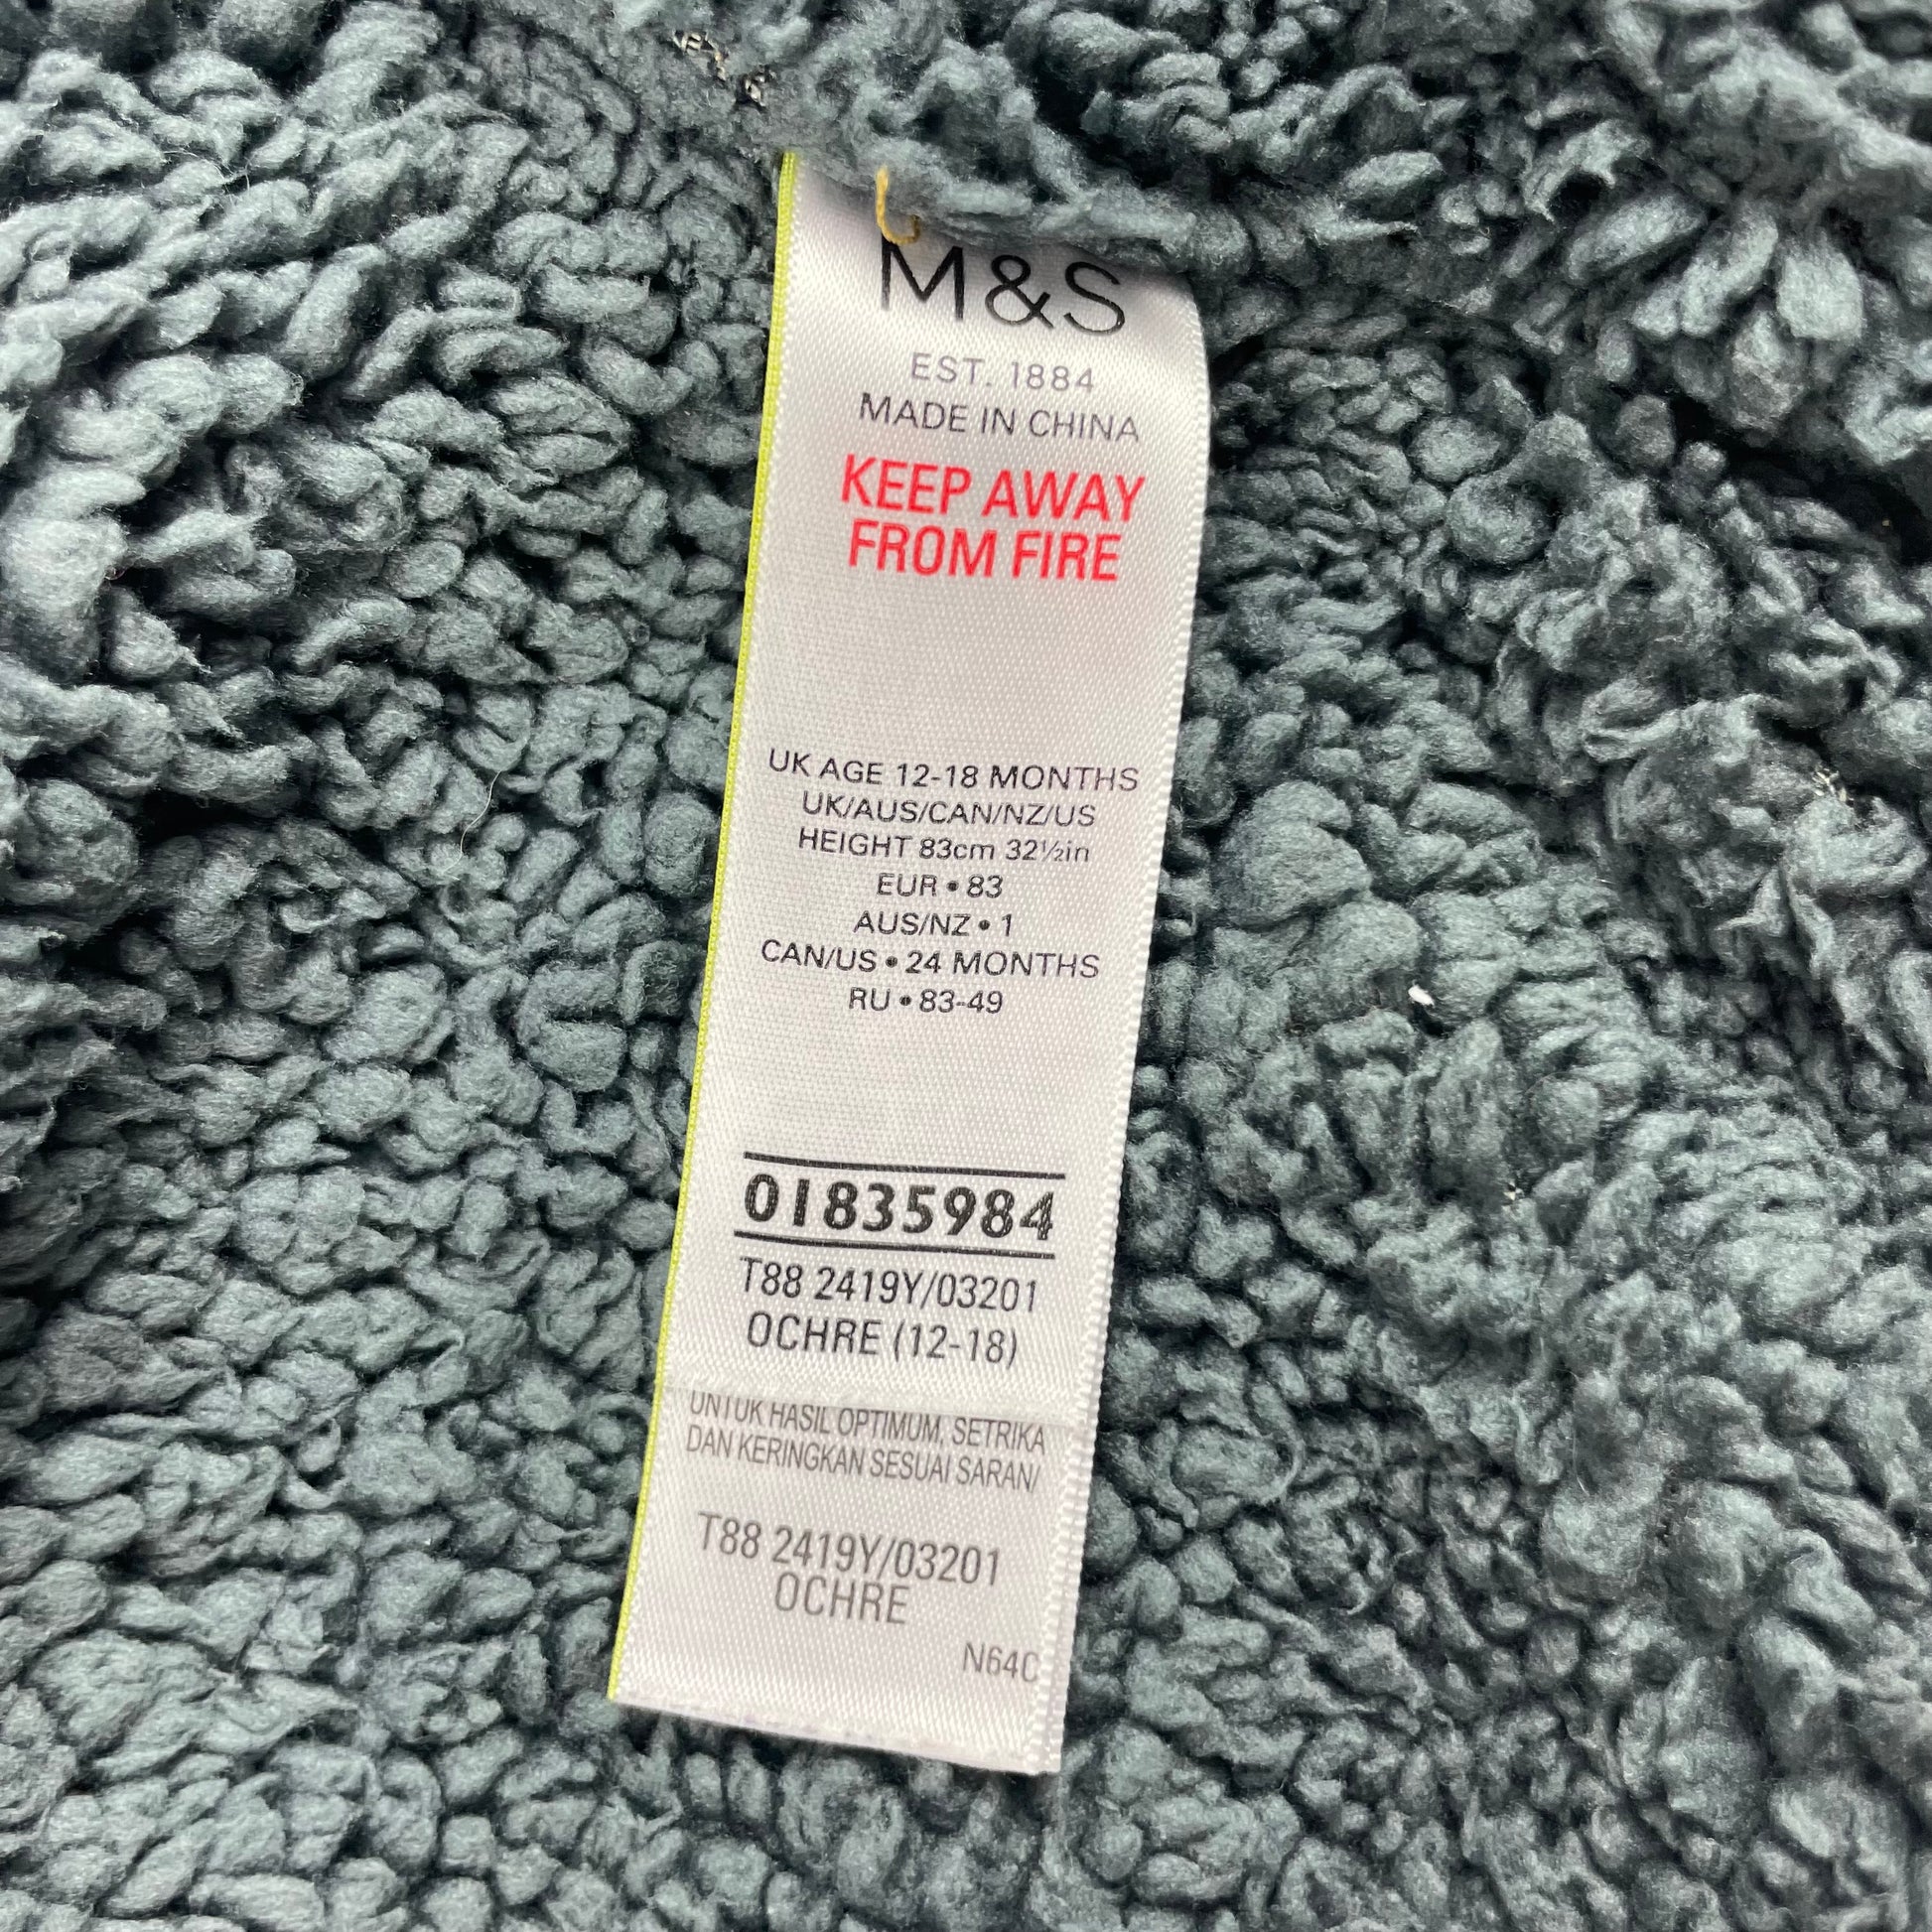 M&S
EST. 1884
MADE IN CHINA
KEEP AWAY
FROM FIRE
UK AGE 12-18 MONTHS
UK/AUS/CAN/NZ/US
HEIGHT 83cm 32½in
EUR • 83
AUS/NZ • 1
CAN/US • 24 MONTHS
RU • 83-49
01835984
T88 2419Y/03201
OCHRE (12-18)
UNTUK HASIL OPTIMUM, SETRIKA
DAN KERINGKAN SESUAI SARAN/
T88 2419Y/03201
OCHRE
N64C